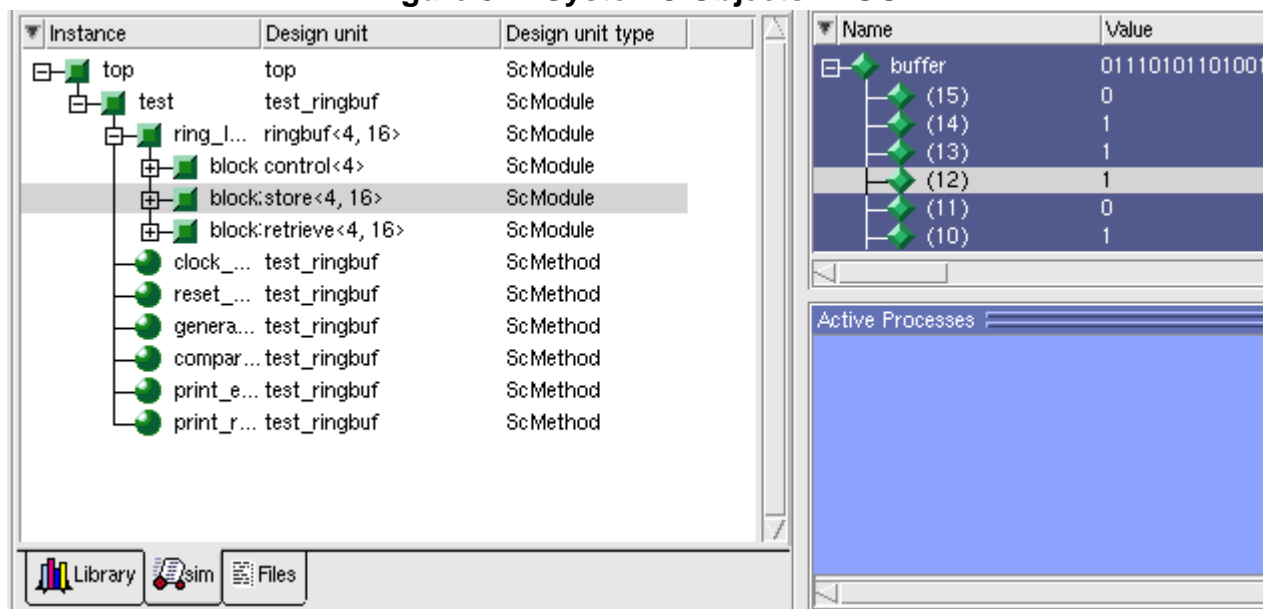 Instance Design unit Design unit type
top top ScModule
test test_ringbuf ScModule
ring_I... ringbuf<4, 16> ScModule
block control<4> ScModule
block store<4, 16> ScModule
block retrieve<4, 16> ScModule
clock_... test_ringbuf ScMethod
reset_... test_ringbuf ScMethod
genera... test_ringbuf ScMethod
compar... test_ringbuf ScMethod
print_e... test_ringbuf ScMethod
print_r... test_ringbuf ScMethod
Library sim Files
Name Value
buffer 01110101101001
(15) 0
(14) 1
(13) 1
(12) 1
(11) 0
(10) 1
Active Processes